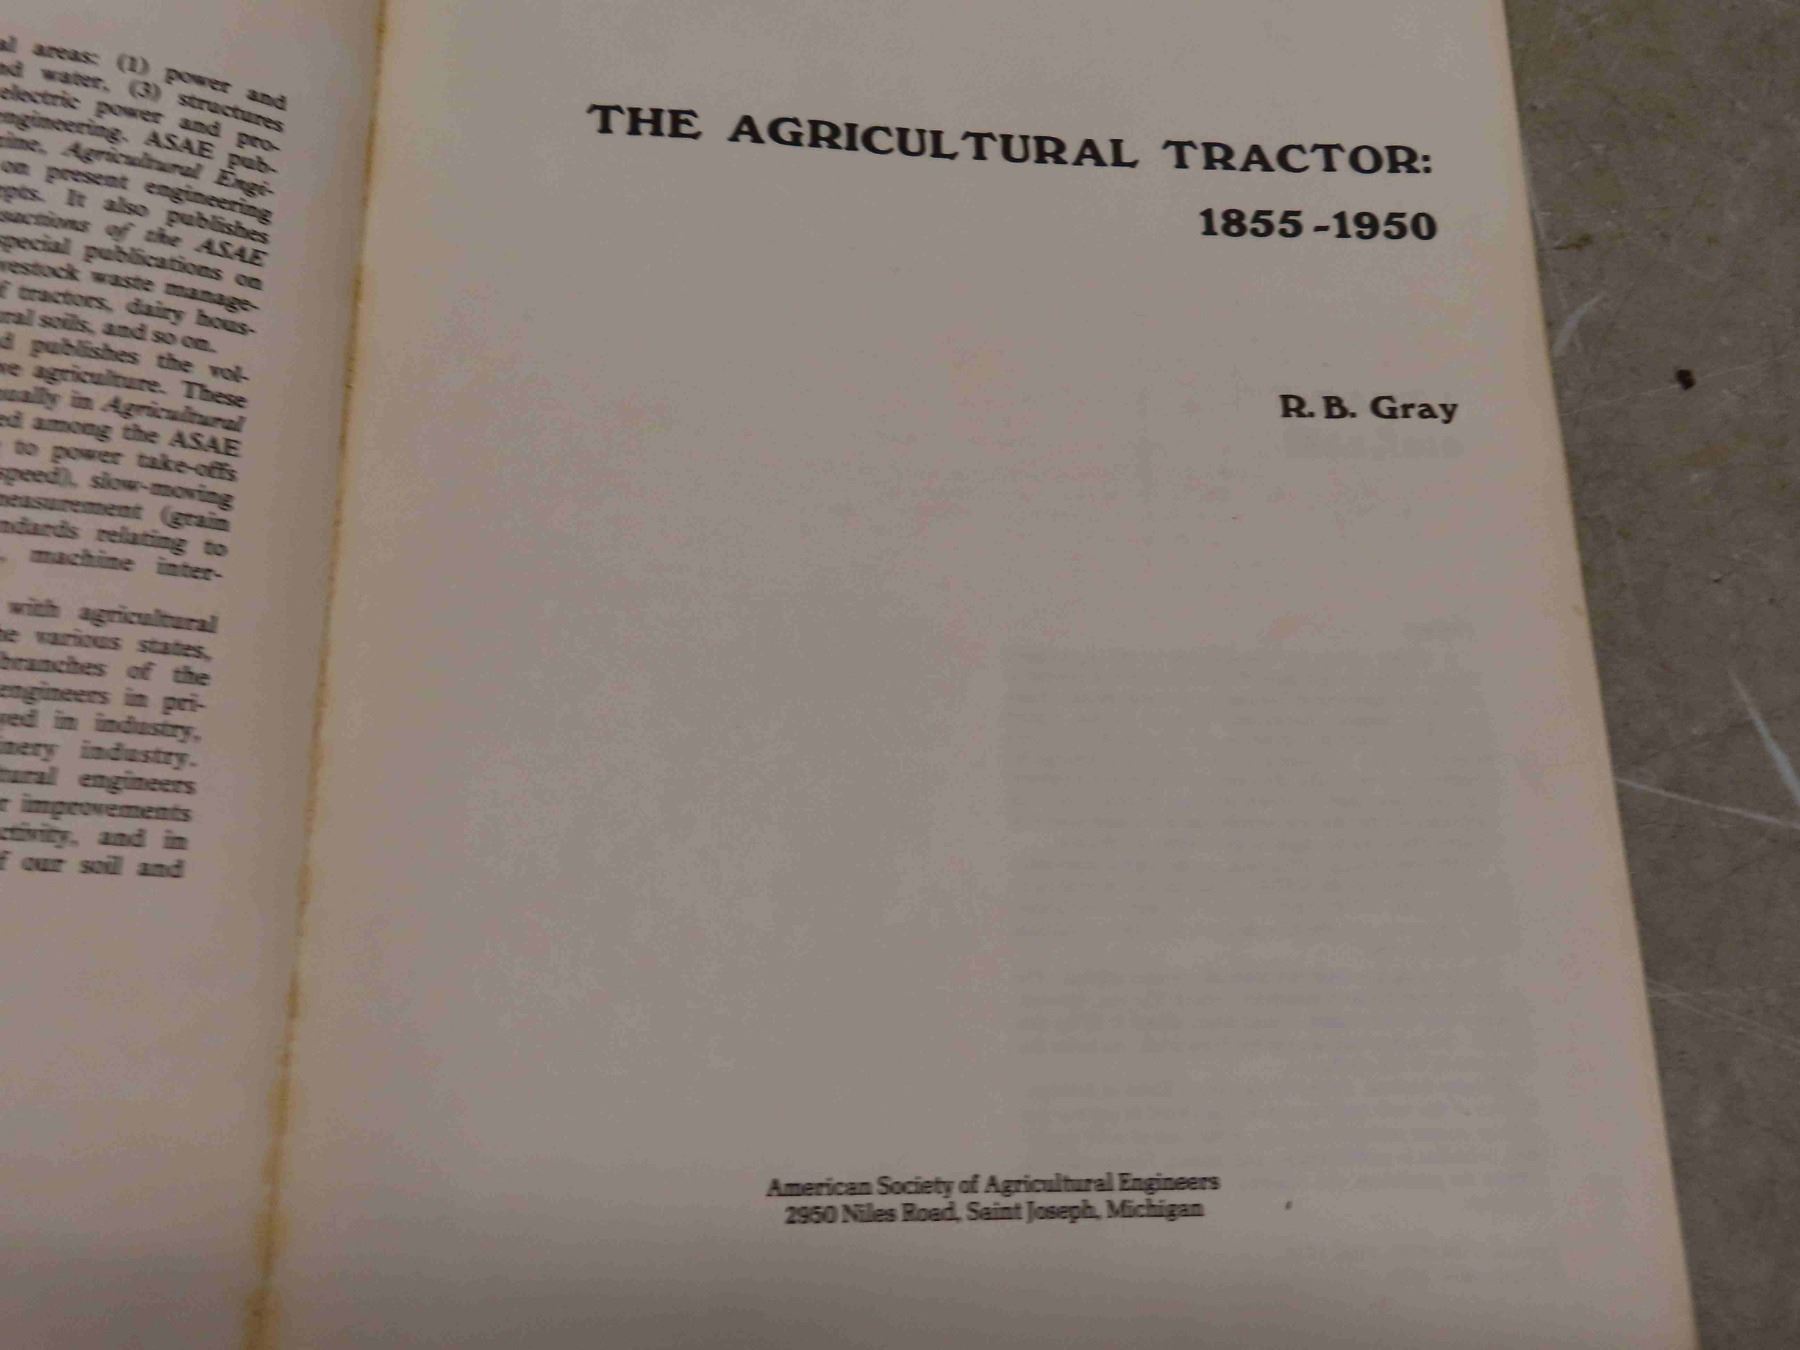 al areas: (1) power and
nd water, (3) structures
electric power and pro-
engineering. ASAE pub-
zine, Agricultural Engi-
on present engineering
epts. It also publishes
sactions of the ASAE
special publications on
vestock waste manage-
f tractors, dairy hous-
ral soils, and so on.
d publishes the vol-
ve agriculture. These
ually in Agricultural
ed among the ASAE
to power take-offs
speed), slow-moving
measurement (grain
ndards relating to
machine inter-
with agricultural
he various states,
branches of the
engineers in pri-
yed in industry,
inery industry.
tural engineers
r improvements
ctivity, and in
f our soil and
THE AGRICULTURAL TRACTOR:
1855-1950
R. B. Gray
American Society of Agricultural Engineers
2950 Niles Road, Saint Joseph, Michigan